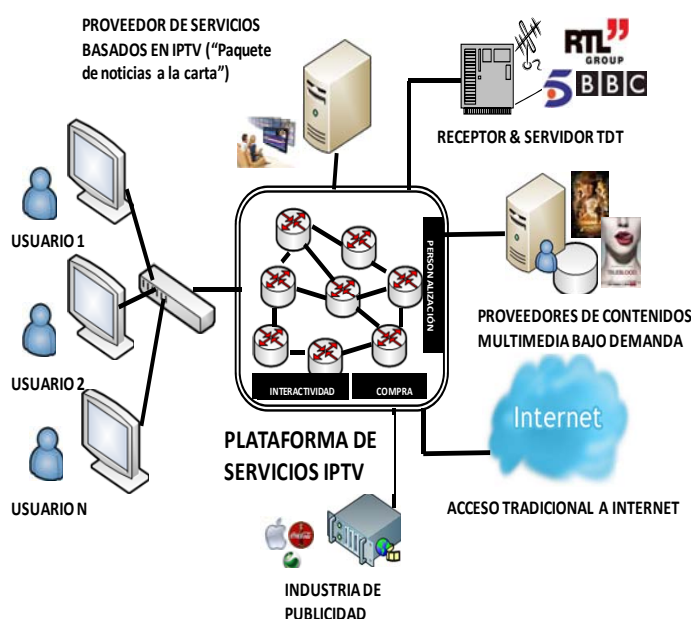 PROVEEDOR DE SERVICIOS
BASADOS EN IPTV (“Paquete
de noticias a la carta”)
RTL
GROUP
5
BBC
RECEPTOR & SERVIDOR TDT
USUARIO 1
USUARIO 2
USUARIO N
PERSONALIZACIÓN
INTERACTIVIDAD
COMPRA
PLATAFORMA DE
SERVICIOS IPTV
PROVEEDORES DE CONTENIDOS
MULTIMEDIA BAJO DEMANDA
Internet
ACCESO TRADICIONAL A INTERNET
INDUSTRIA DE
PUBLICIDAD